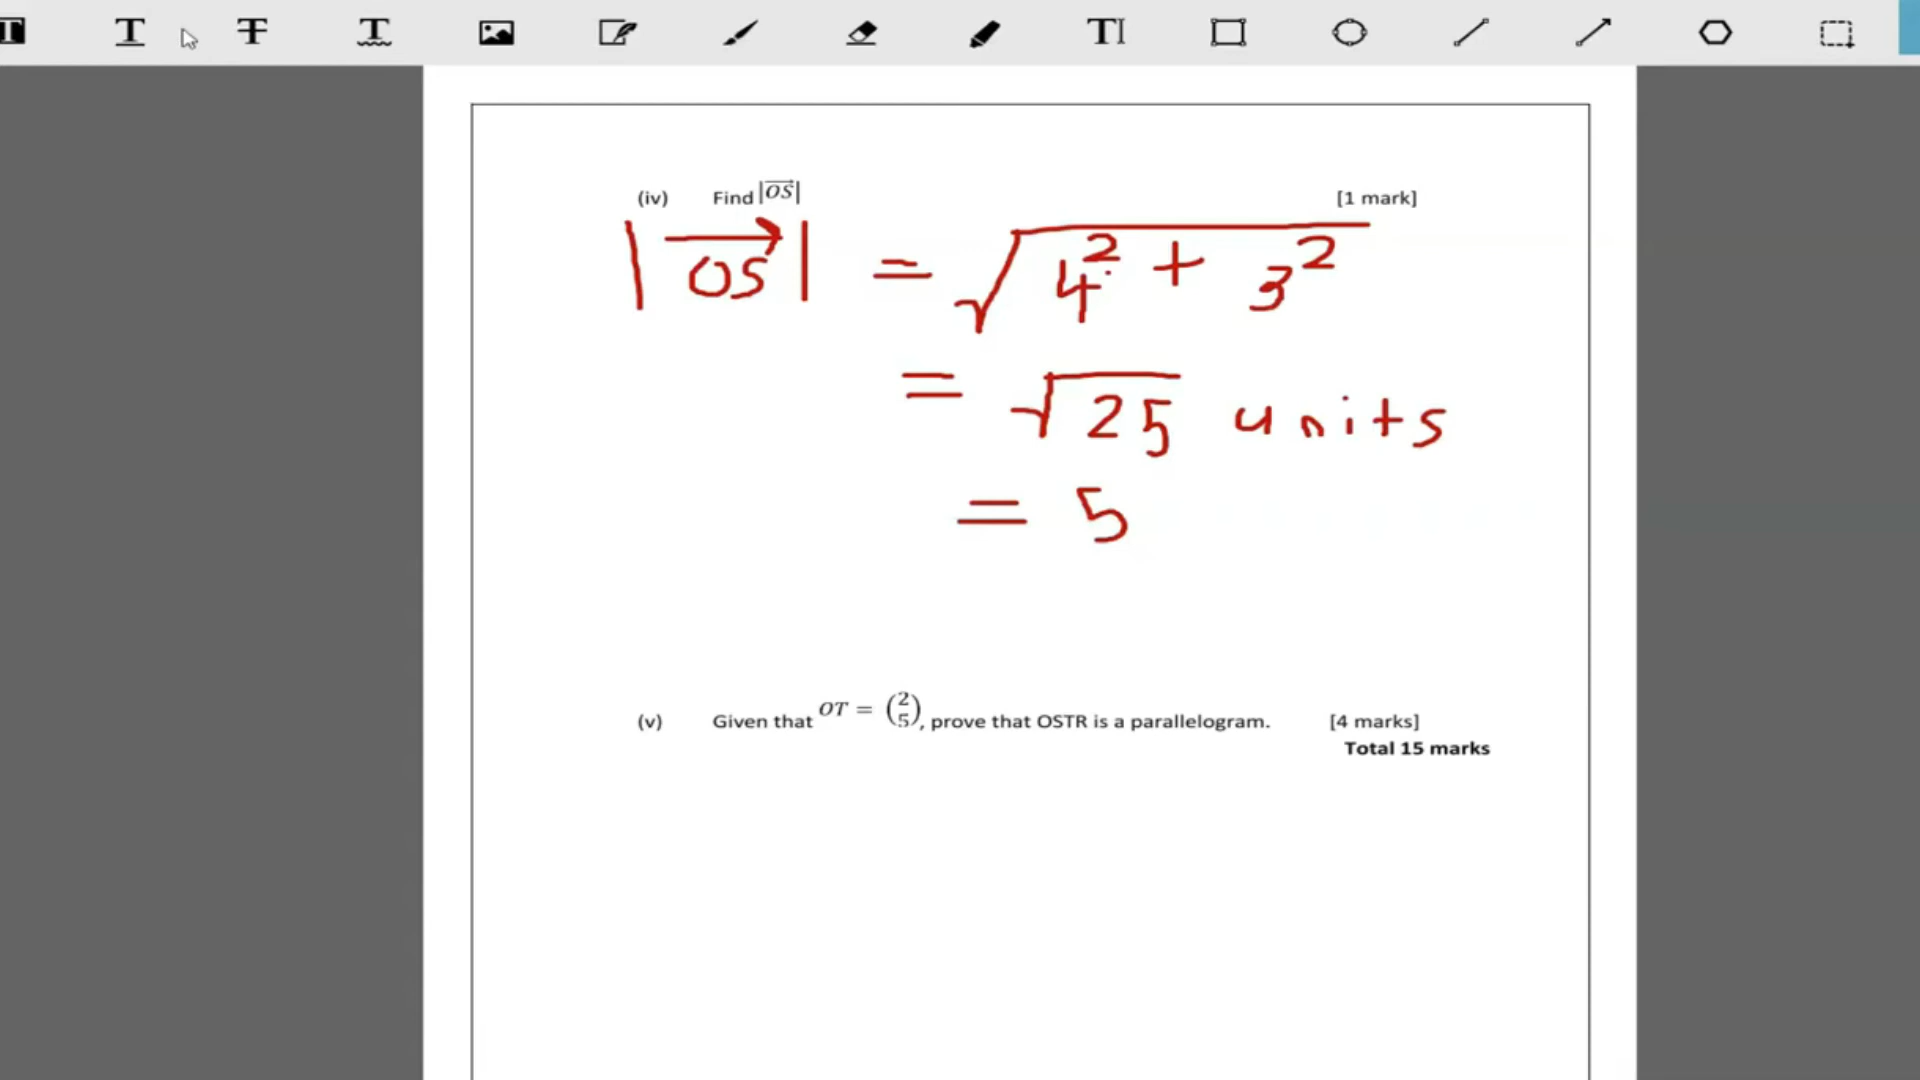 (iv) Find |OS| [1 mark]
|OS| = √4² + 3²
= √25 units
= 5
(v) Given that OT = (2 5), prove that OSTR is a parallelogram. [4 marks]
Total 15 marks